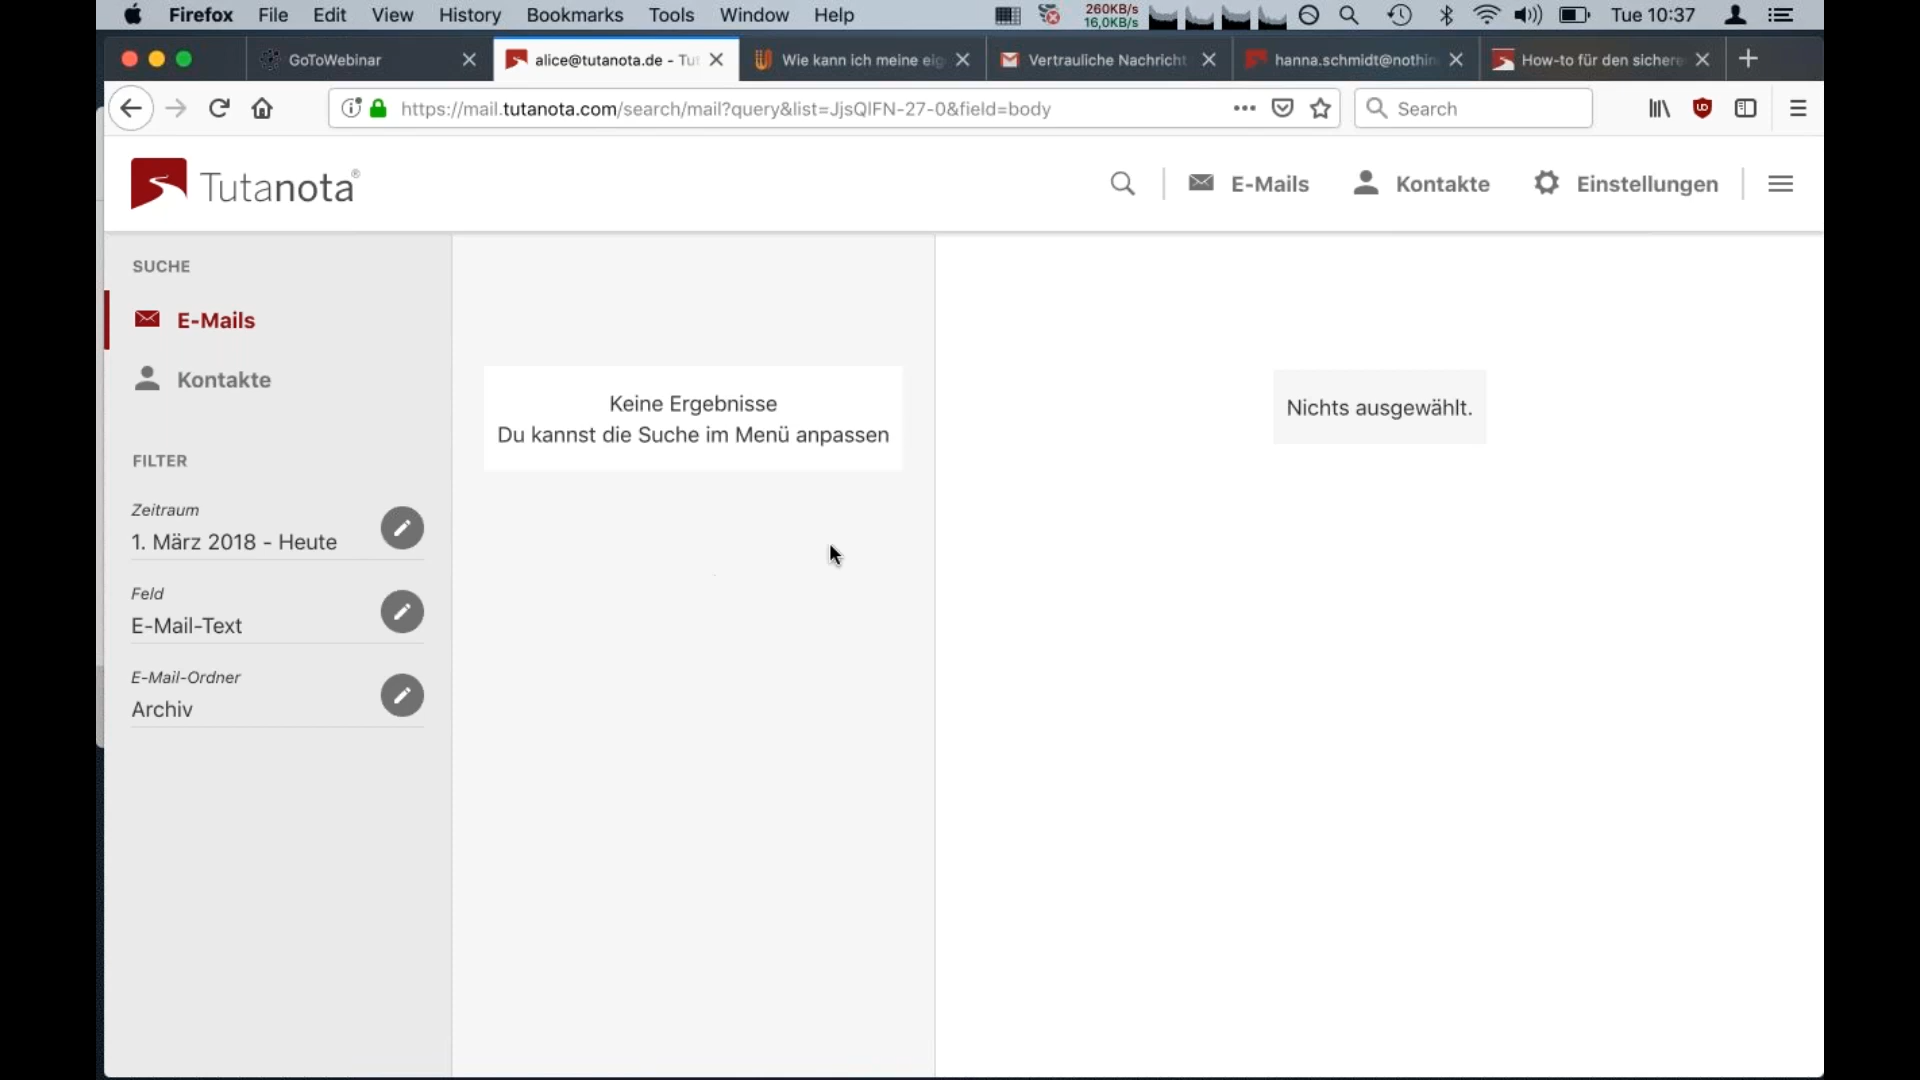 Firefox File Edit View History Bookmarks Tools Window Help 260KB/s 16,0KB/s Tue 10:37
GoToWebinar alice@tutanota.de - Tut Wie kann ich meine eig Vertrauliche Nachricht hanna.schmidt@nothin How-to für den sichere
https://mail.tutanota.com/search/mail?query&list=JjsQIFN-27-0&field=body Search
Tutanota® E-Mails Kontakte Einstellungen
SUCHE
E-Mails
Kontakte
Keine Ergebnisse
Du kannst die Suche im Menü anpassen
Nichts ausgewählt.
FILTER
Zeitraum
1. März 2018 - Heute
Feld
E-Mail-Text
E-Mail-Ordner
Archiv